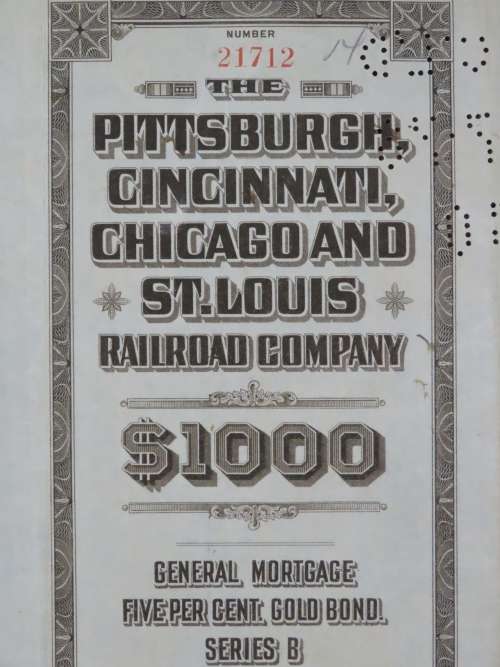 NUMBER
21712
14
THE
PITTSBURGH,
CINCINNATI,
CHICAGO AND
ST. LOUIS
RAILROAD COMPANY
$1000
GENERAL MORTGAGE
FIVE PER CENT. GOLD BOND.
SERIES B